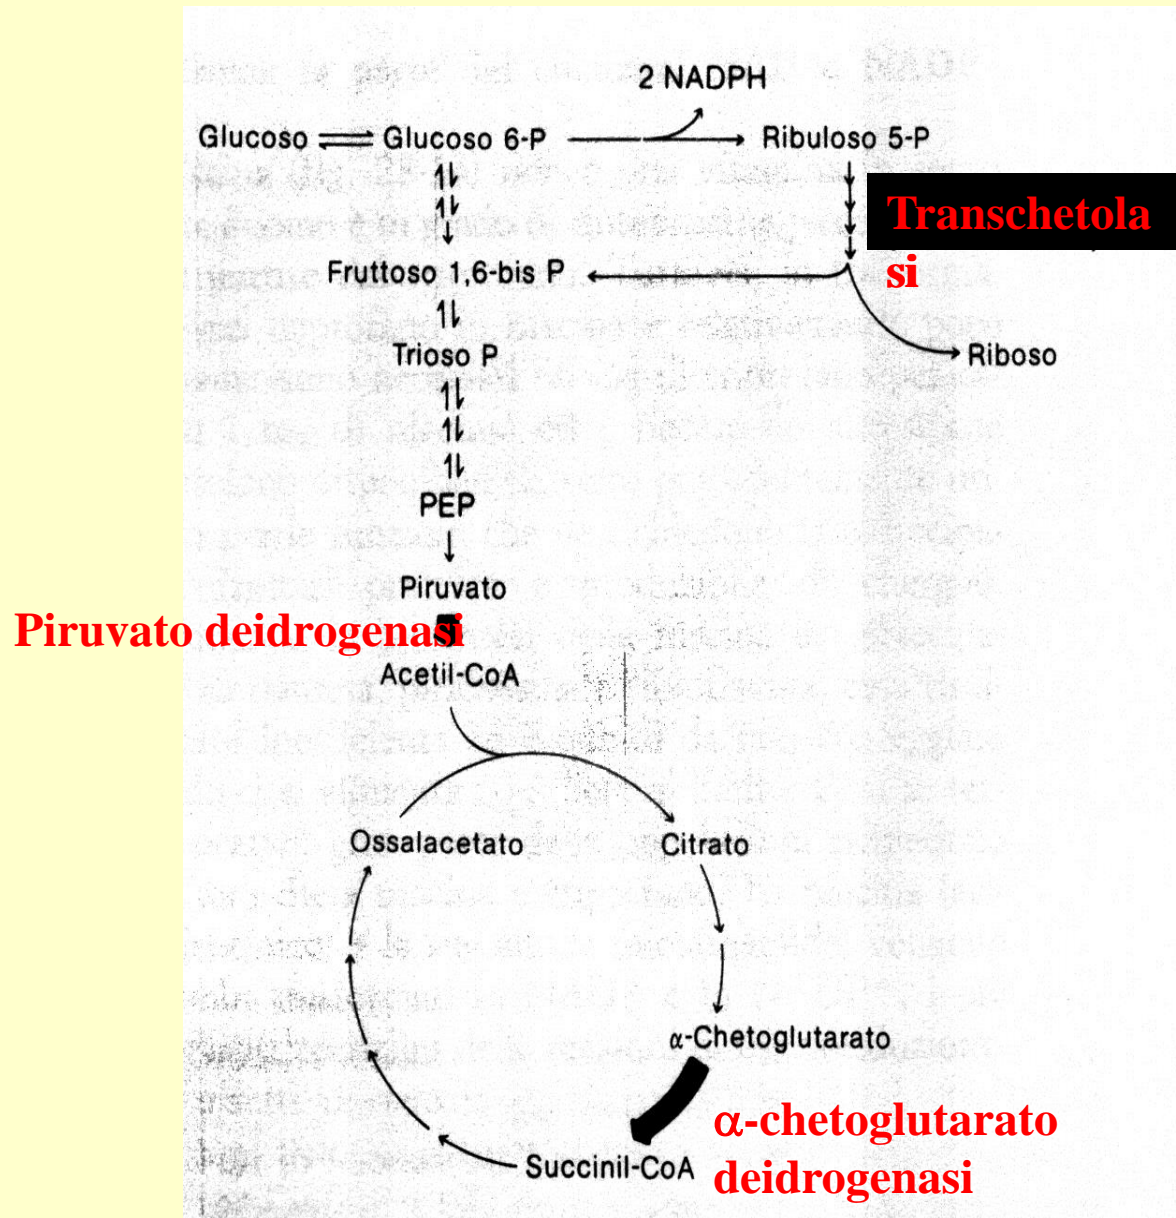 2 NADPH
Glucoso Glucoso 6-P Ribuloso 5-P
Transchetola
si
Fruttoso 1,6-bis P
Riboso
Trioso P
PEP
Piruvato
Piruvato deidrogenasi
Acetil-CoA
Ossalacetato Citrato
α-Chetoglutarato
α-chetoglutarato
deidrogenasi
Succinil-CoA